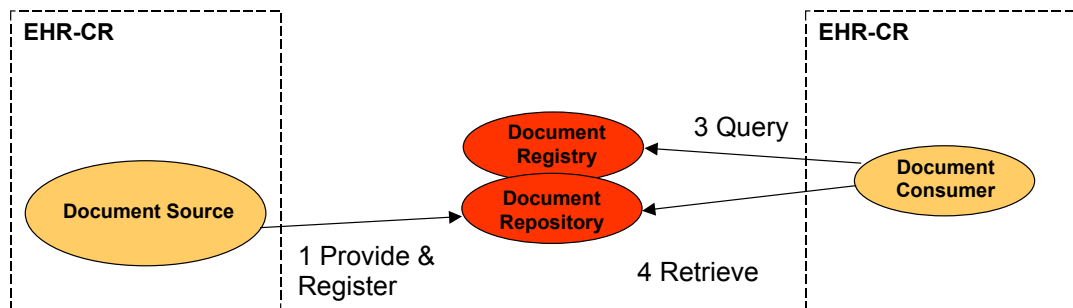 EHR-CR
EHR-CR
Document
Registry
3 Query
Document
Consumer
Document Source
Document
Repository
1 Provide &
Register
4 Retrieve